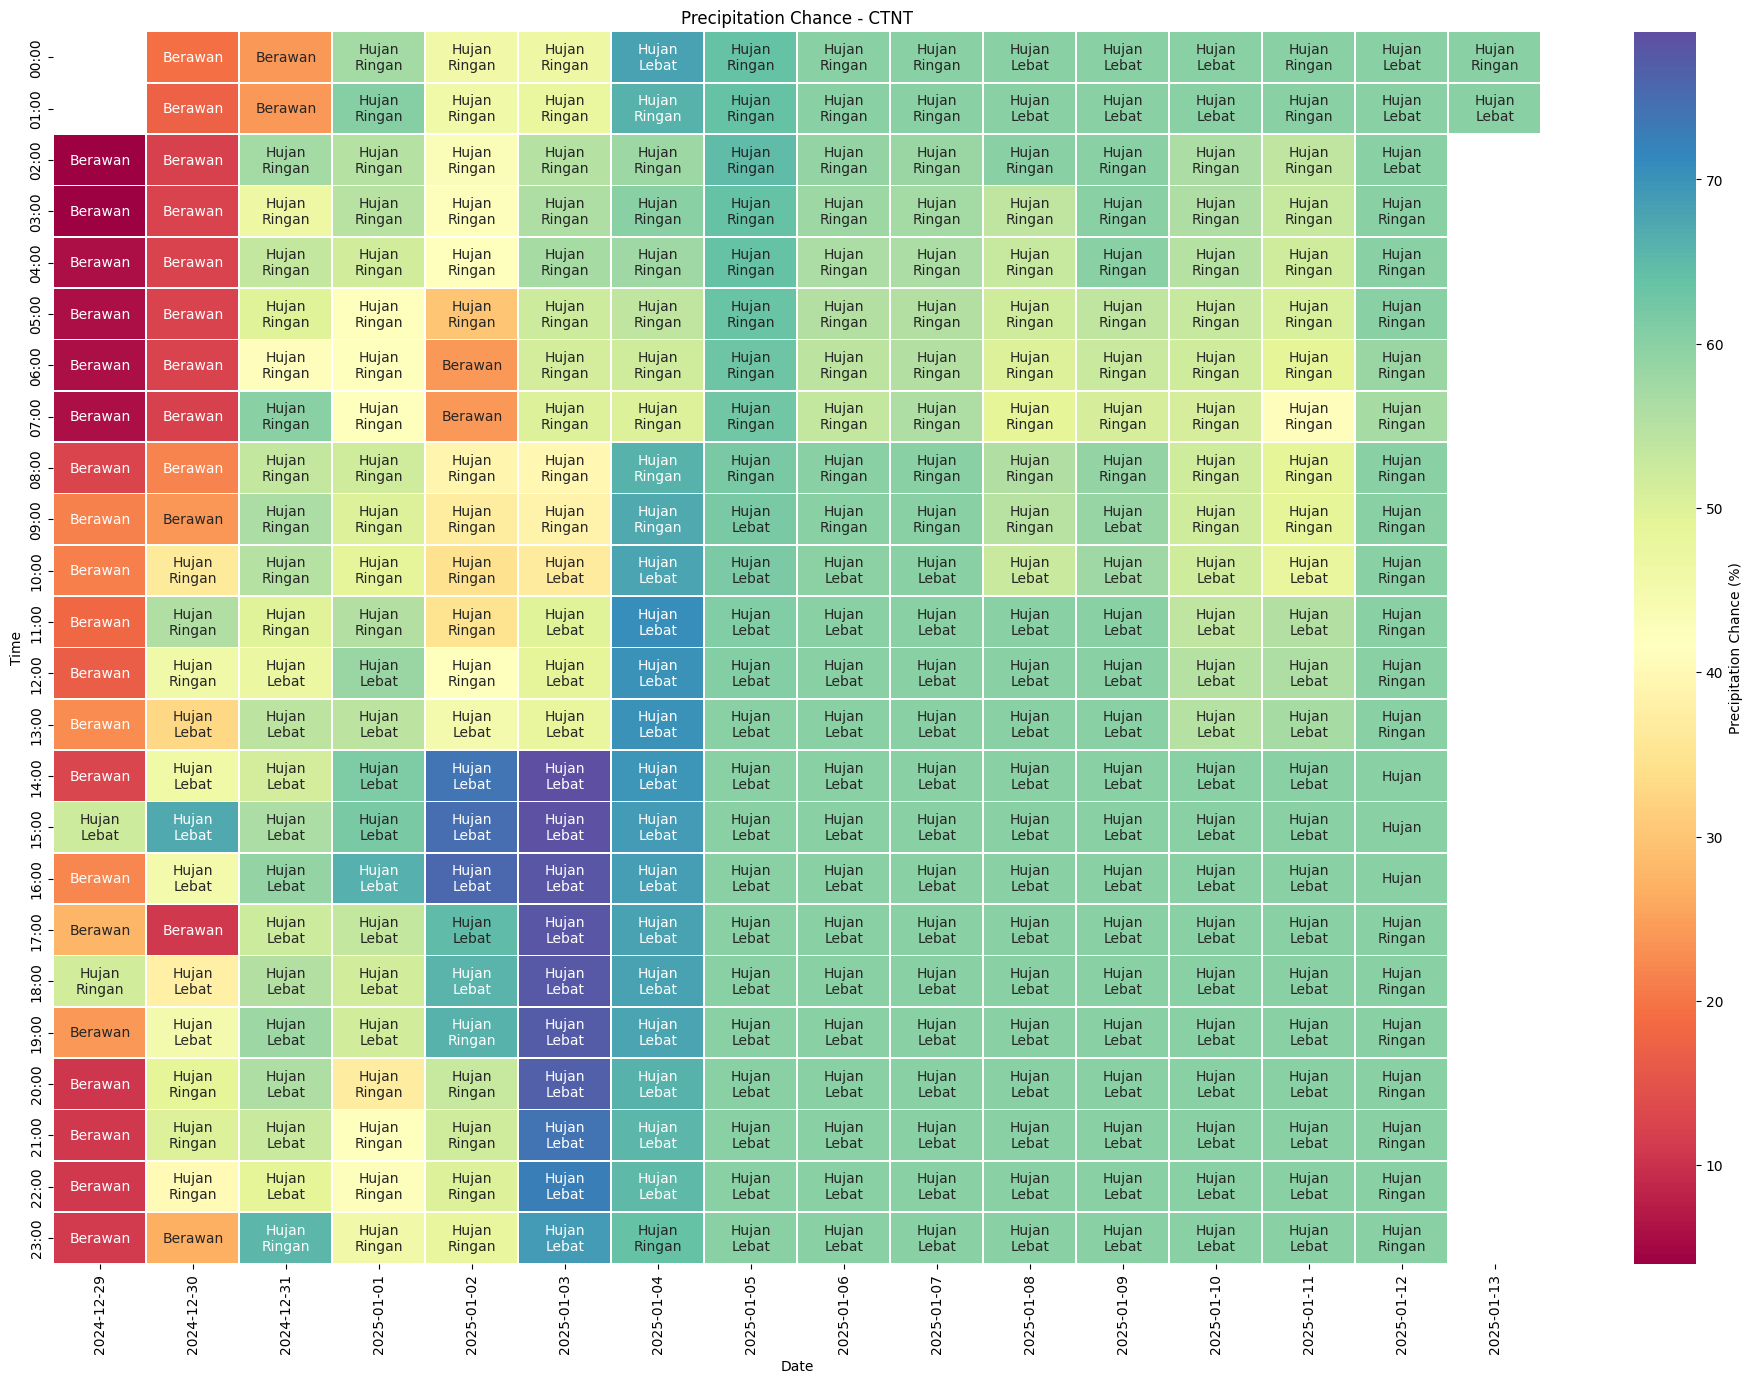 Precipitation Chance - CTNT
00:00 Berawan Berawan Hujan Ringan Hujan Ringan Hujan Ringan Hujan Lebat Hujan Ringan Hujan Ringan Hujan Ringan Hujan Lebat Hujan Lebat Hujan Lebat Hujan Ringan Hujan Lebat Hujan Ringan
01:00 Berawan Berawan Hujan Ringan Hujan Ringan Hujan Ringan Hujan Ringan Hujan Ringan Hujan Ringan Hujan Ringan Hujan Lebat Hujan Lebat Hujan Lebat Hujan Ringan Hujan Lebat Hujan Lebat
02:00 Berawan Berawan Hujan Ringan Hujan Ringan Hujan Ringan Hujan Ringan Hujan Ringan Hujan Ringan Hujan Ringan Hujan Ringan Hujan Ringan Hujan Ringan Hujan Ringan Hujan Ringan Hujan Lebat
03:00 Berawan Berawan Hujan Ringan Hujan Ringan Hujan Ringan Hujan Ringan Hujan Ringan Hujan Ringan Hujan Ringan Hujan Ringan Hujan Ringan Hujan Ringan Hujan Ringan Hujan Ringan Hujan Ringan
04:00 Berawan Berawan Hujan Ringan Hujan Ringan Hujan Ringan Hujan Ringan Hujan Ringan Hujan Ringan Hujan Ringan Hujan Ringan Hujan Ringan Hujan Ringan Hujan Ringan Hujan Ringan Hujan Ringan
05:00 Berawan Berawan Hujan Ringan Hujan Ringan Hujan Ringan Hujan Ringan Hujan Ringan Hujan Ringan Hujan Ringan Hujan Ringan Hujan Ringan Hujan Ringan Hujan Ringan Hujan Ringan Hujan Ringan
06:00 Berawan Berawan Hujan Ringan Hujan Ringan Berawan Hujan Ringan Hujan Ringan Hujan Ringan Hujan Ringan Hujan Ringan Hujan Ringan Hujan Ringan Hujan Ringan Hujan Ringan Hujan Ringan
07:00 Berawan Berawan Hujan Ringan Hujan Ringan Berawan Hujan Ringan Hujan Ringan Hujan Ringan Hujan Ringan Hujan Ringan Hujan Ringan Hujan Ringan Hujan Ringan Hujan Ringan Hujan Ringan
08:00 Berawan Berawan Hujan Ringan Hujan Ringan Hujan Ringan Hujan Ringan Hujan Ringan Hujan Ringan Hujan Ringan Hujan Ringan Hujan Ringan Hujan Ringan Hujan Ringan Hujan Ringan Hujan Ringan
09:00 Berawan Berawan Hujan Ringan Hujan Ringan Hujan Ringan Hujan Ringan Hujan Ringan Hujan Lebat Hujan Ringan Hujan Ringan Hujan Ringan Hujan Lebat Hujan Ringan Hujan Ringan Hujan Ringan
10:00 Berawan Hujan Ringan Hujan Ringan Hujan Ringan Hujan Ringan Hujan Lebat Hujan Lebat Hujan Lebat Hujan Lebat Hujan Lebat Hujan Lebat Hujan Lebat Hujan Lebat Hujan Lebat Hujan Ringan
11:00 Berawan Hujan Ringan Hujan Ringan Hujan Ringan Hujan Ringan Hujan Lebat Hujan Lebat Hujan Lebat Hujan Lebat Hujan Lebat Hujan Lebat Hujan Lebat Hujan Lebat Hujan Lebat Hujan Ringan
12:00 Berawan Hujan Ringan Hujan Lebat Hujan Lebat Hujan Ringan Hujan Lebat Hujan Lebat Hujan Lebat Hujan Lebat Hujan Lebat Hujan Lebat Hujan Lebat Hujan Lebat Hujan Lebat Hujan Ringan
13:00 Berawan Hujan Lebat Hujan Lebat Hujan Lebat Hujan Lebat Hujan Lebat Hujan Lebat Hujan Lebat Hujan Lebat Hujan Lebat Hujan Lebat Hujan Lebat Hujan Lebat Hujan Lebat Hujan Ringan
14:00 Berawan Hujan Lebat Hujan Lebat Hujan Lebat Hujan Lebat Hujan Lebat Hujan Lebat Hujan Lebat Hujan Lebat Hujan Lebat Hujan Lebat Hujan Lebat Hujan Lebat Hujan Lebat Hujan
15:00 Hujan Lebat Hujan Lebat Hujan Lebat Hujan Lebat Hujan Lebat Hujan Lebat Hujan Lebat Hujan Lebat Hujan Lebat Hujan Lebat Hujan Lebat Hujan Lebat Hujan Lebat Hujan Lebat Hujan
16:00 Berawan Hujan Lebat Hujan Lebat Hujan Lebat Hujan Lebat Hujan Lebat Hujan Lebat Hujan Lebat Hujan Lebat Hujan Lebat Hujan Lebat Hujan Lebat Hujan Lebat Hujan Lebat Hujan
17:00 Berawan Berawan Hujan Lebat Hujan Lebat Hujan Lebat Hujan Lebat Hujan Lebat Hujan Lebat Hujan Lebat Hujan Lebat Hujan Lebat Hujan Lebat Hujan Lebat Hujan Lebat Hujan Ringan
18:00 Hujan Ringan Hujan Lebat Hujan Lebat Hujan Lebat Hujan Lebat Hujan Lebat Hujan Lebat Hujan Lebat Hujan Lebat Hujan Lebat Hujan Lebat Hujan Lebat Hujan Lebat Hujan Lebat Hujan Ringan
19:00 Berawan Hujan Lebat Hujan Lebat Hujan Lebat Hujan Ringan Hujan Lebat Hujan Lebat Hujan Lebat Hujan Lebat Hujan Lebat Hujan Lebat Hujan Lebat Hujan Lebat Hujan Lebat Hujan Ringan
20:00 Berawan Hujan Ringan Hujan Lebat Hujan Ringan Hujan Ringan Hujan Lebat Hujan Lebat Hujan Lebat Hujan Lebat Hujan Lebat Hujan Lebat Hujan Lebat Hujan Lebat Hujan Lebat Hujan Ringan
21:00 Berawan Hujan Ringan Hujan Lebat Hujan Ringan Hujan Ringan Hujan Lebat Hujan Lebat Hujan Lebat Hujan Lebat Hujan Lebat Hujan Lebat Hujan Lebat Hujan Lebat Hujan Lebat Hujan Ringan
22:00 Berawan Hujan Ringan Hujan Lebat Hujan Ringan Hujan Ringan Hujan Lebat Hujan Lebat Hujan Lebat Hujan Lebat Hujan Lebat Hujan Lebat Hujan Lebat Hujan Lebat Hujan Lebat Hujan Ringan
23:00 Berawan Berawan Hujan Ringan Hujan Ringan Hujan Ringan Hujan Lebat Hujan Ringan Hujan Lebat Hujan Lebat Hujan Lebat Hujan Lebat Hujan Lebat Hujan Lebat Hujan Lebat Hujan Ringan
Time
2024-12-29 2024-12-30 2024-12-31 2025-01-01 2025-01-02 2025-01-03 2025-01-04 2025-01-05 2025-01-06 2025-01-07 2025-01-08 2025-01-09 2025-01-10 2025-01-11 2025-01-12 2025-01-13
Date
70
60
50
40
30
20
10
Precipitation Chance (%)